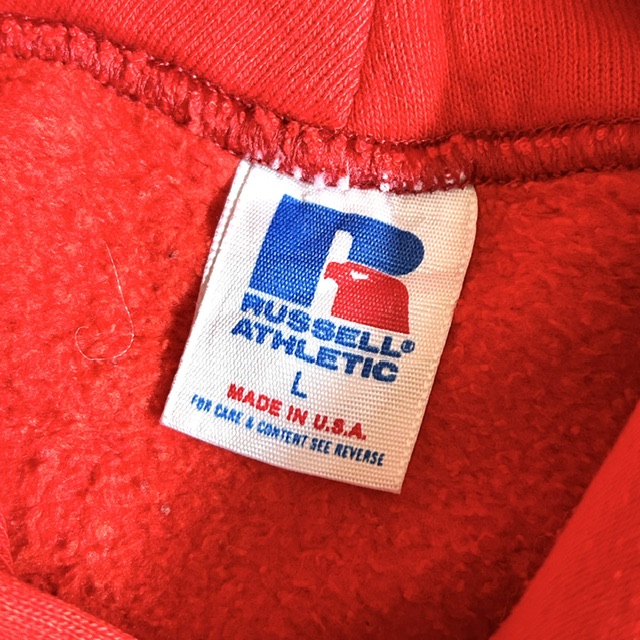 RUSSELL®
ATHLETIC
L
MADE IN U.S.A.
FOR CARE & CONTENT SEE REVERSE